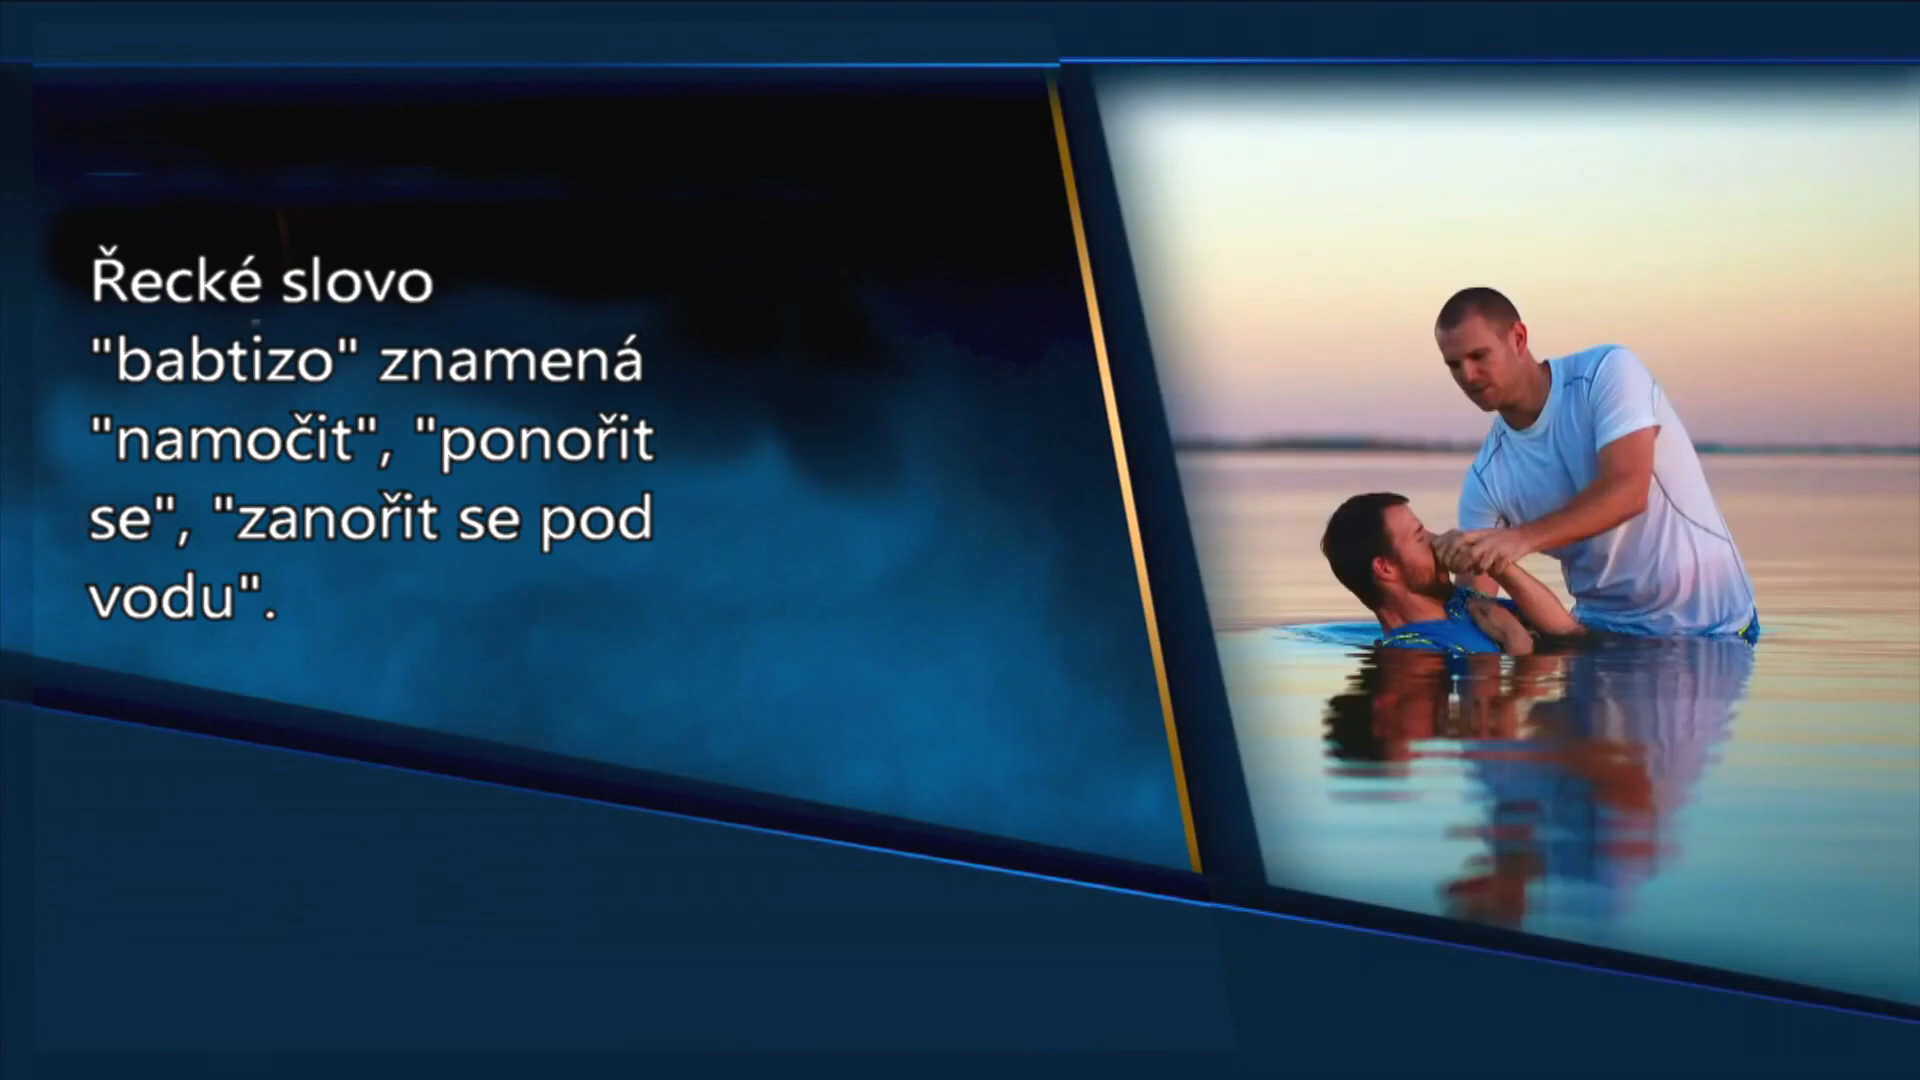 Řecké slovo
"babtizo" znamená
"namočit", "ponořit
se", "zanořit se pod
vodu".